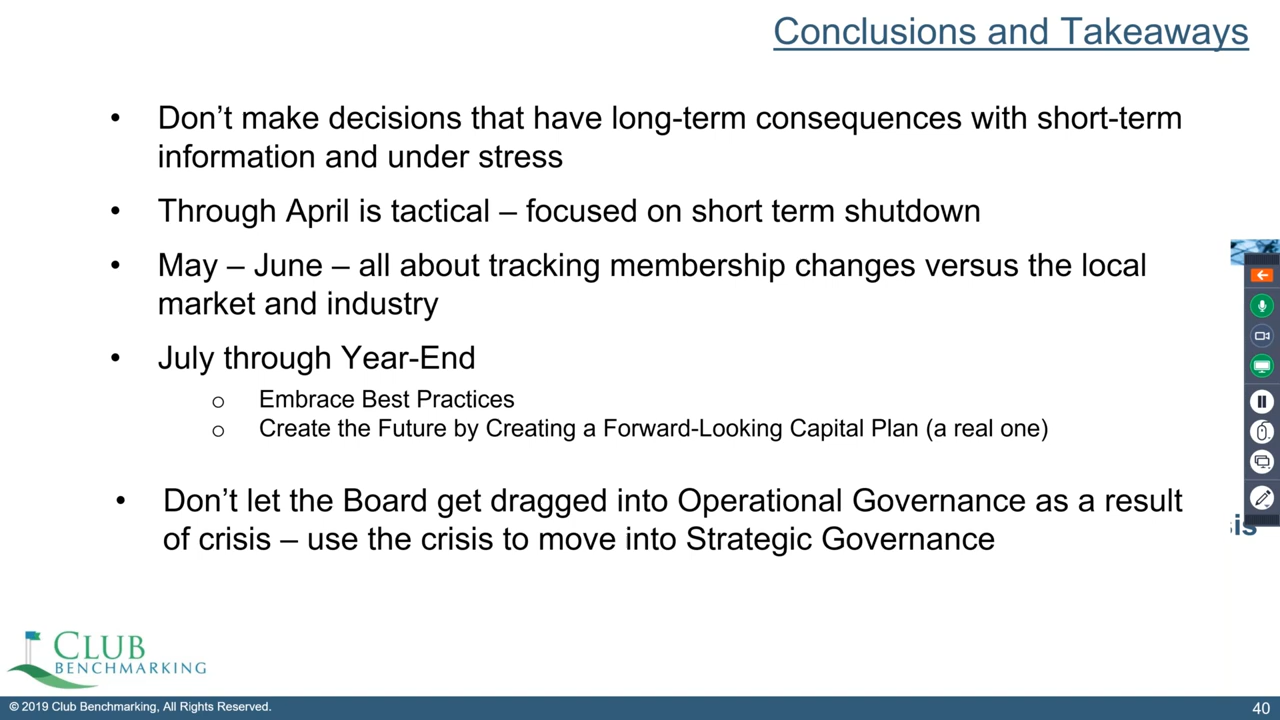 Conclusions and Takeaways
• Don’t make decisions that have long-term consequences with short-term
information and under stress
• Through April is tactical – focused on short term shutdown
• May – June – all about tracking membership changes versus the local
market and industry
• July through Year-End
o Embrace Best Practices
o Create the Future by Creating a Forward-Looking Capital Plan (a real one)
• Don’t let the Board get dragged into Operational Governance as a result
of crisis – use the crisis to move into Strategic Governance
CLUB
BENCHMARKING
© 2019 Club Benchmarking, All Rights Reserved.
40